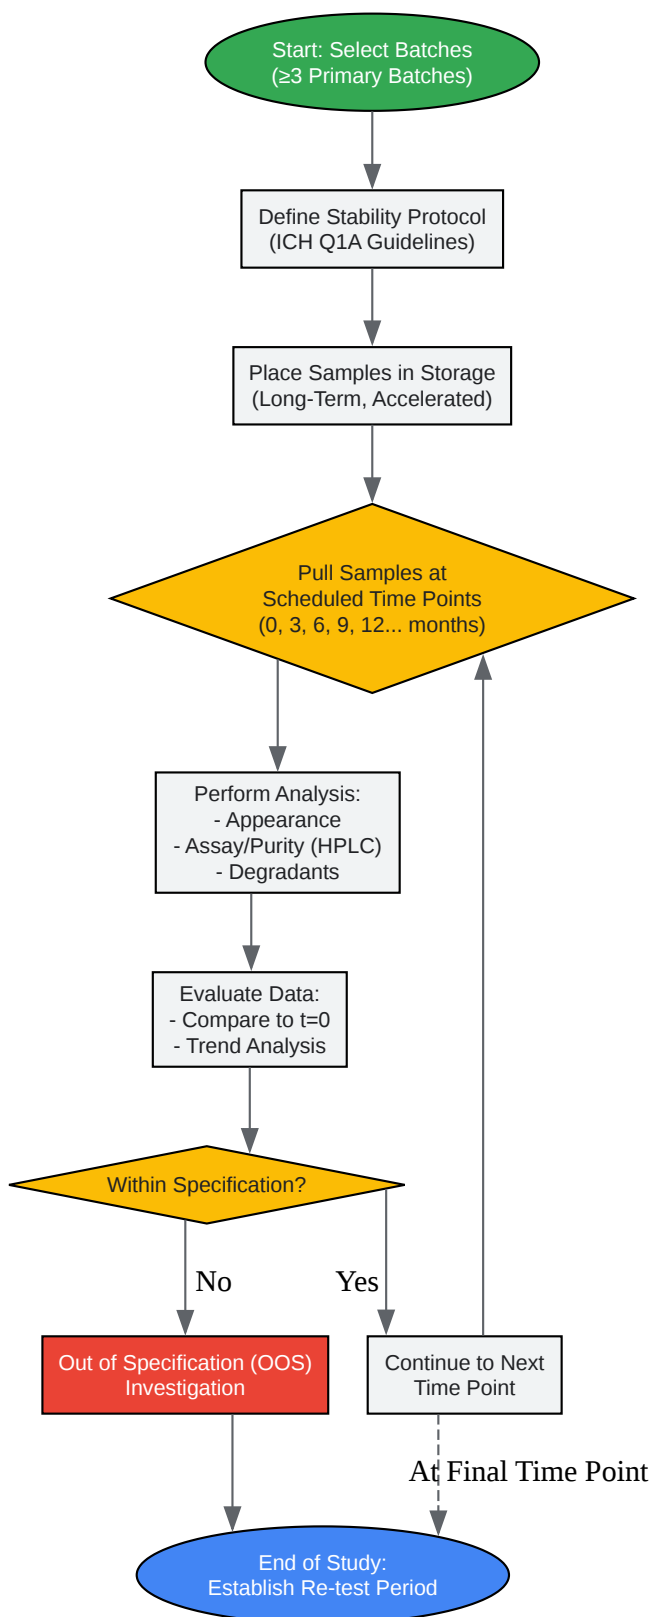 Start: Select Batches
(≥3 Primary Batches)
Define Stability Protocol
(ICH Q1A Guidelines)
Place Samples in Storage
(Long-Term, Accelerated)
Pull Samples at
Scheduled Time Points
(0, 3, 6, 9, 12... months)
Perform Analysis:
- Appearance
- Assay/Purity (HPLC)
- Degradants
Evaluate Data:
- Compare to t=0
- Trend Analysis
Within Specification?
No
Yes
Out of Specification (OOS)
Investigation
Continue to Next
Time Point
At Final Time Point
End of Study:
Establish Re-test Period